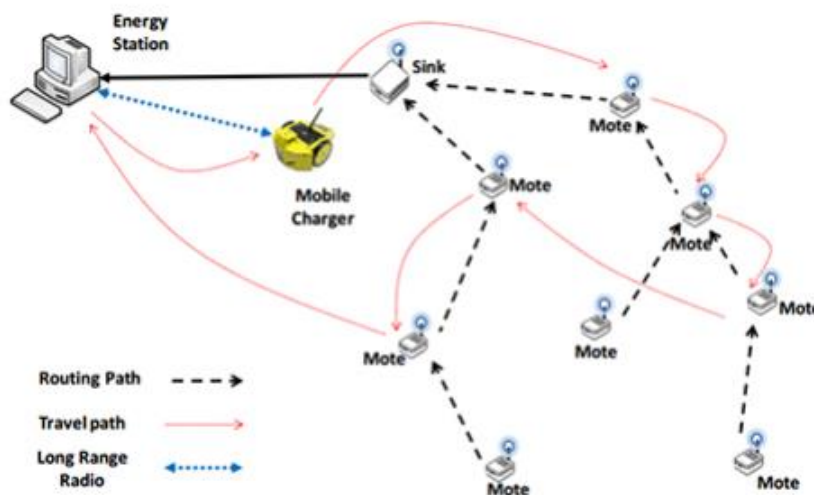 Energy
Station
Sink
Mote
Mobile
Charger
Mote
Mote
Mote
Mote
Mote
Routing Path
Travel path
Long Range
Radio
Mote
Mote